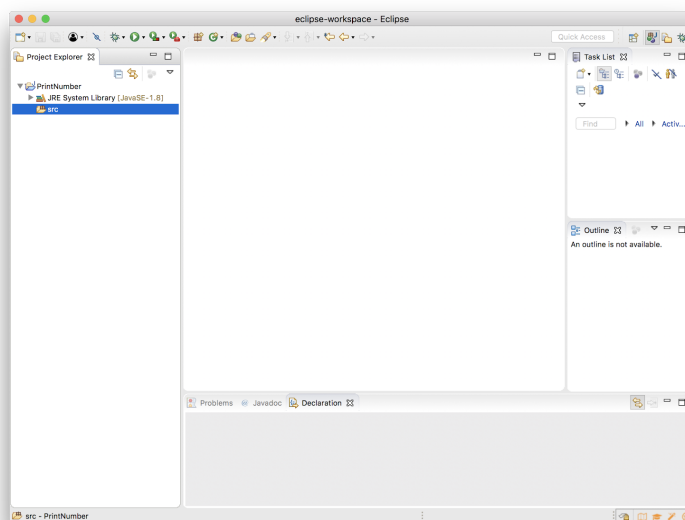 eclipse-workspace - Eclipse
Quick Access
Project Explorer
PrintNumber
JRE System Library [JavaSE-1.8]
src
Task List
Find
All
Activ...
Outline
An outline is not available.
Problems
Javadoc
Declaration
src - PrintNumber